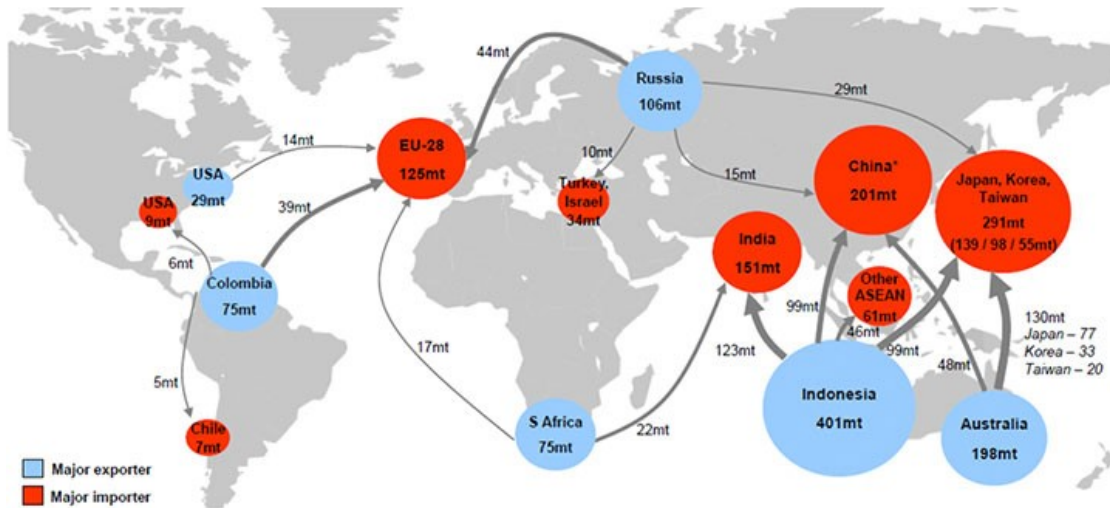 44mt
Russia
106mt
29mt
14mt
EU-28
125mt
10mt
15mt
China*
201mt
Japan, Korea,
Taiwan
291mt
(139 / 98 / 55mt)
USA
29mt
USA
9mt
39mt
Turkey,
Israel
34mt
India
151mt
6mt
Colombia
75mt
Other
ASEAN
61mt
99mt
46mt
99mt
130mt
Japan – 77
Korea – 33
Taiwan – 20
17mt
123mt
48mt
5mt
Indonesia
401mt
S Africa
75mt
22mt
Australia
198mt
Chile
7mt
Major exporter
Major importer